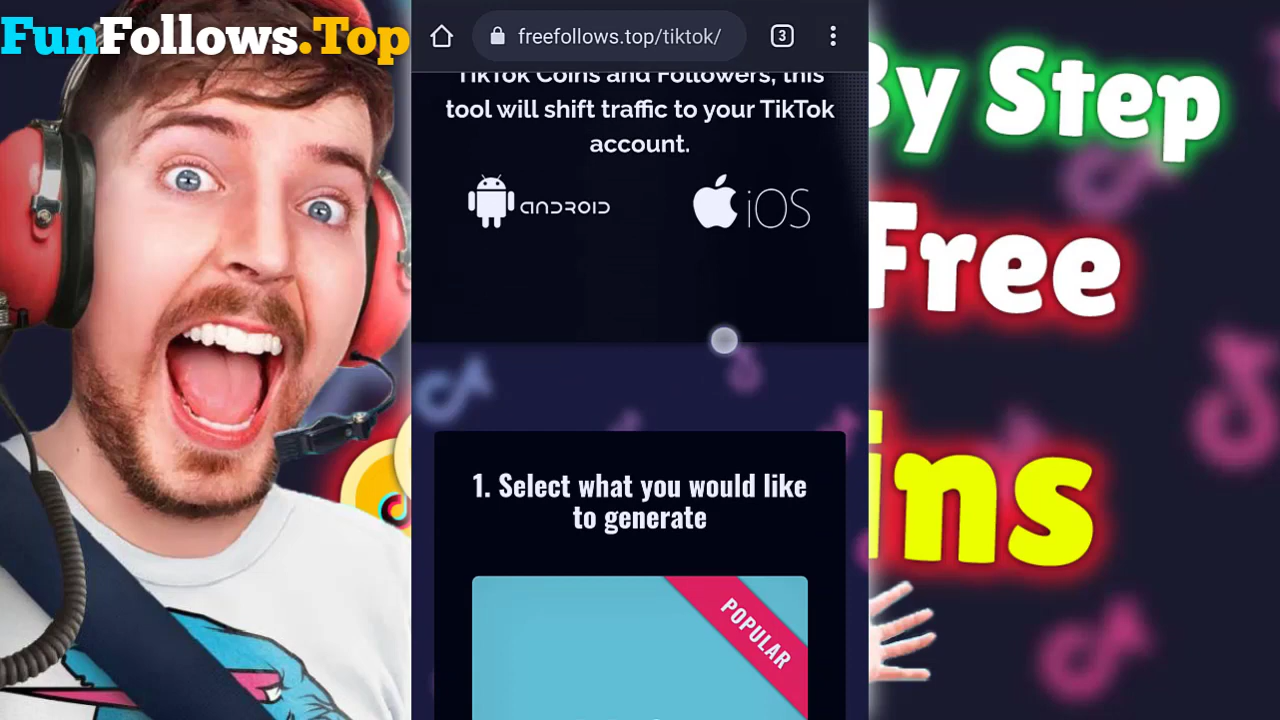 FunFollows.Top
freefollows.top/tiktok/
3
TikTok Coins and Followers, this
tool will shift traffic to your TikTok
account.
ANDROID
iOS
1. Select what you would like
to generate
POPULAR
By Step
Free
ins